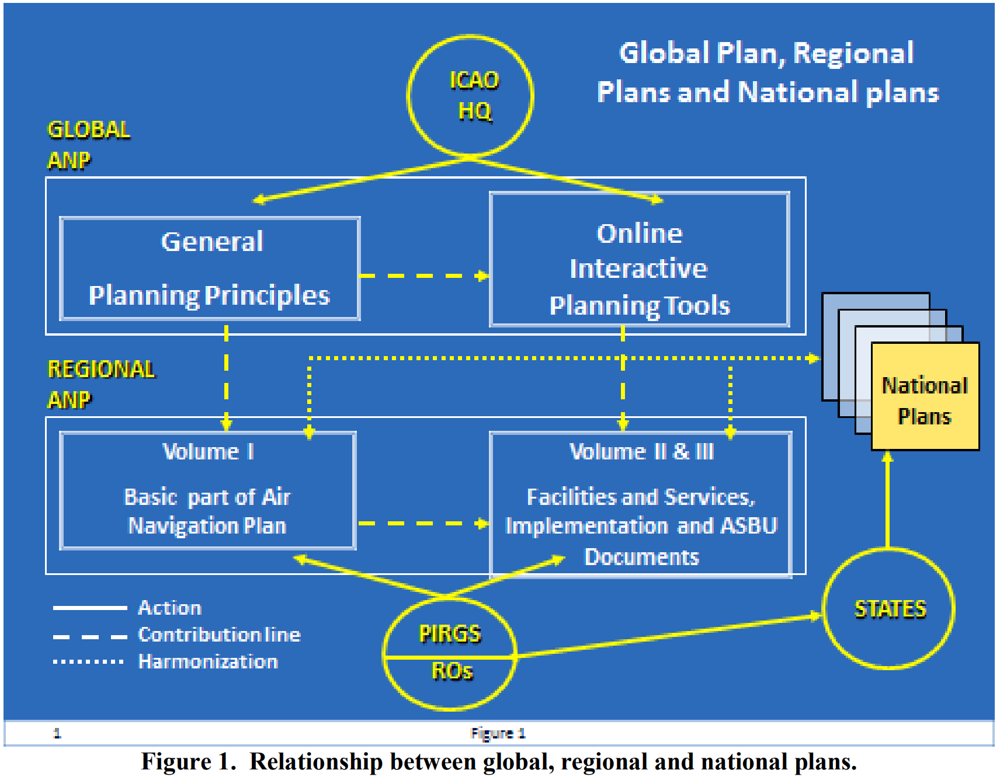 Global Plan, Regional
Plans and National plans
ICAO
HQ
GLOBAL
ANP
General
Planning Principles
Online
Interactive
Planning Tools
National
Plans
REGIONAL
ANP
Volume I
Basic part of Air
Navigation Plan
Volume II & III
Facilities and Services,
Implementation and ASBU
Documents
Action
Contribution line
Harmonization
PIRGS
ROs
STATES
1
Figure 1
Figure 1. Relationship between global, regional and national plans.